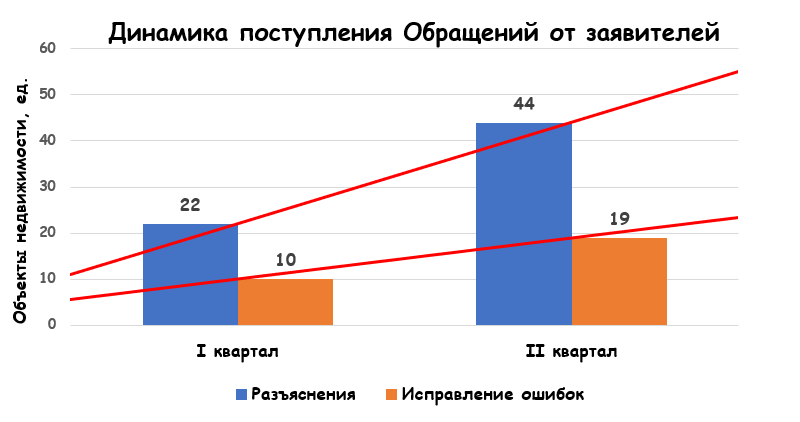 Динамика поступления Обращений от заявителей
Объекты недвижимости, ед.
60
50
40
30
20
10
0
22
10
44
19
I квартал
II квартал
Разъяснения
Исправление ошибок